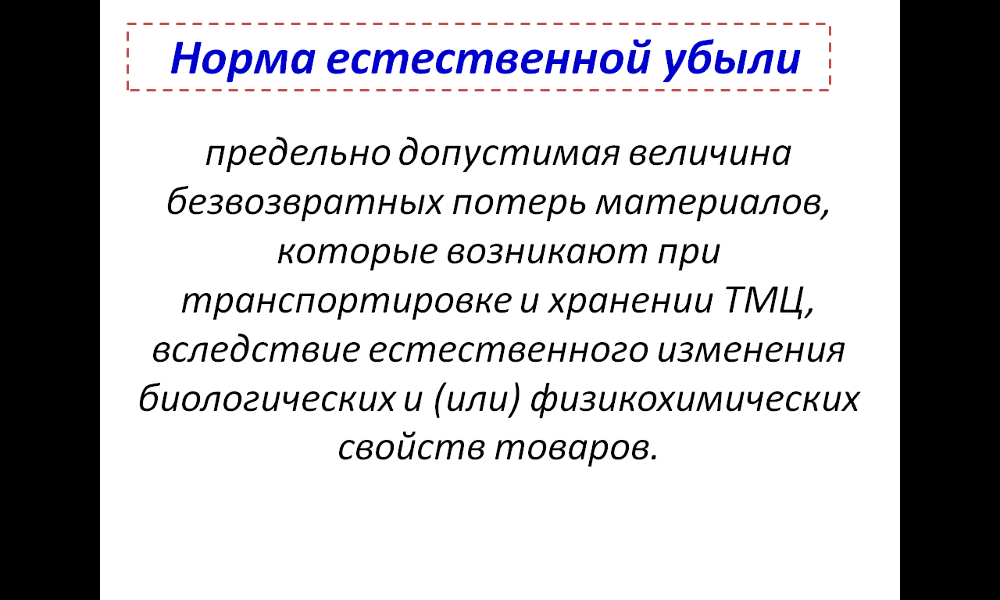 Норма естественной убыли
предельно допустимая величина
безвозвратных потерь материалов,
которые возникают при
транспортировке и хранении ТМЦ,
вследствие естественного изменения
биологических и (или) физикохимических
свойств товаров.